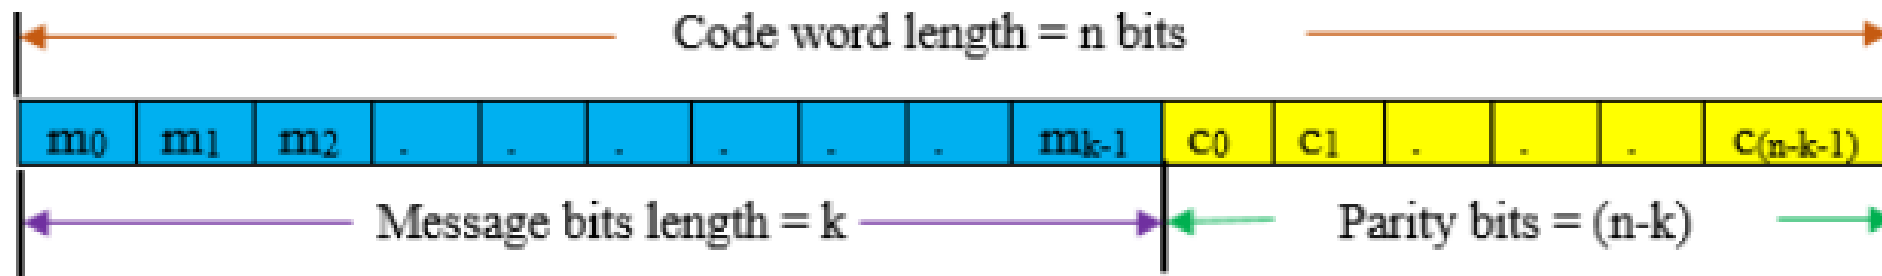 Code word length = n bits
m0 m1 m2 . . . . . . mk-1 c0 c1 . . . c(n-k-1)
Message bits length = k Parity bits = (n-k)